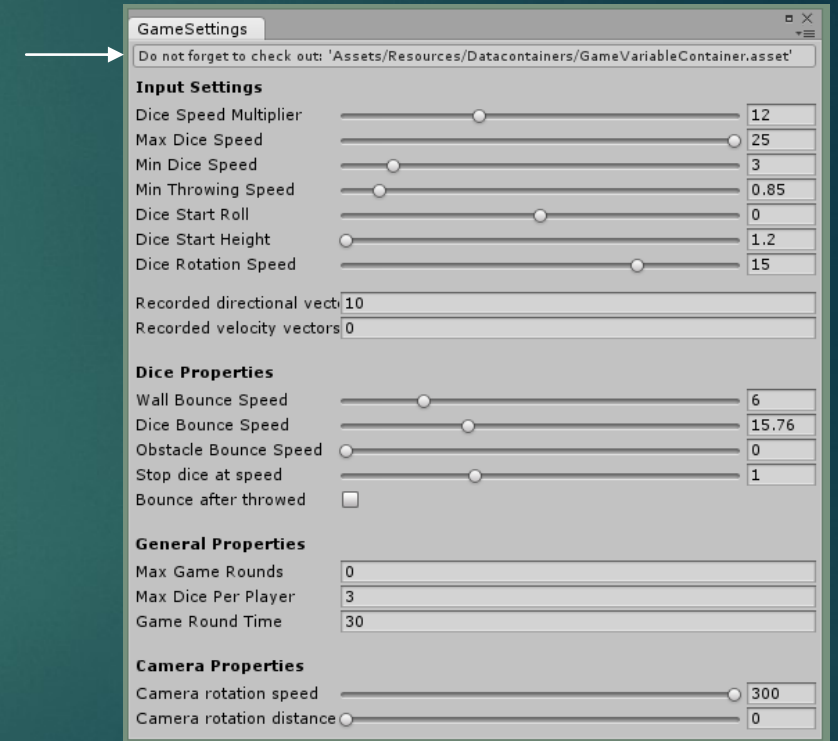 GameSettings
Do not forget to check out: 'Assets/Resources/Datacontainers/GameVariableContainer.asset'
Input Settings
Dice Speed Multiplier 12
Max Dice Speed 25
Min Dice Speed 3
Min Throwing Speed 0.85
Dice Start Roll 0
Dice Start Height 1.2
Dice Rotation Speed 15
Recorded directional vect 10
Recorded velocity vectors 0
Dice Properties
Wall Bounce Speed 6
Dice Bounce Speed 15.76
Obstacle Bounce Speed 0
Stop dice at speed 1
Bounce after throwed
General Properties
Max Game Rounds 0
Max Dice Per Player 3
Game Round Time 30
Camera Properties
Camera rotation speed 300
Camera rotation distance 0